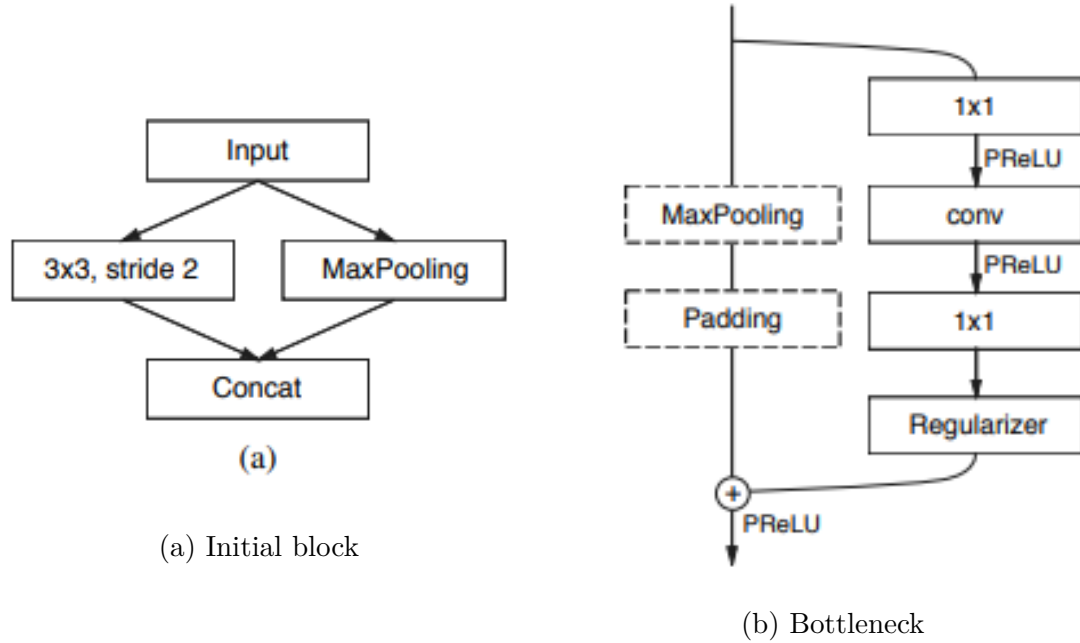 Input
3x3, stride 2
MaxPooling
Concat
(a)
(a) Initial block
1x1
PReLU
MaxPooling
conv
PReLU
Padding
1x1
Regularizer
+
PReLU
(b) Bottleneck